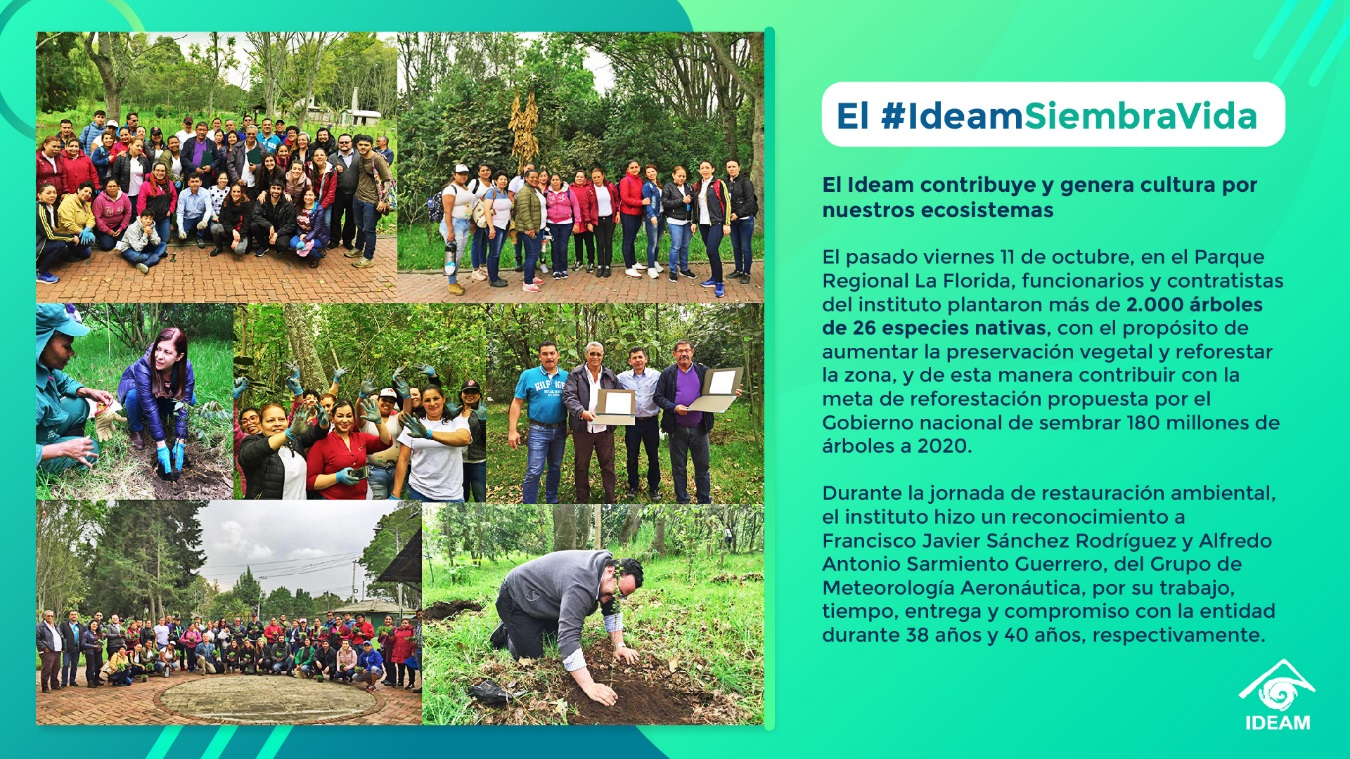 El #IdeamSiembraVida
El Ideam contribuye y genera cultura por
nuestros ecosistemas
El pasado viernes 11 de octubre, en el Parque
Regional La Florida, funcionarios y contratistas
del instituto plantaron más de 2.000 árboles
de 26 especies nativas, con el propósito de
aumentar la preservación vegetal y reforestar
la zona, y de esta manera contribuir con la
meta de reforestación propuesta por el
Gobierno nacional de sembrar 180 millones de
árboles a 2020.
Durante la jornada de restauración ambiental,
el instituto hizo un reconocimiento a
Francisco Javier Sánchez Rodríguez y Alfredo
Antonio Sarmiento Guerrero, del Grupo de
Meteorología Aeronáutica, por su trabajo,
tiempo, entrega y compromiso con la entidad
durante 38 años y 40 años, respectivamente.
IDEAM